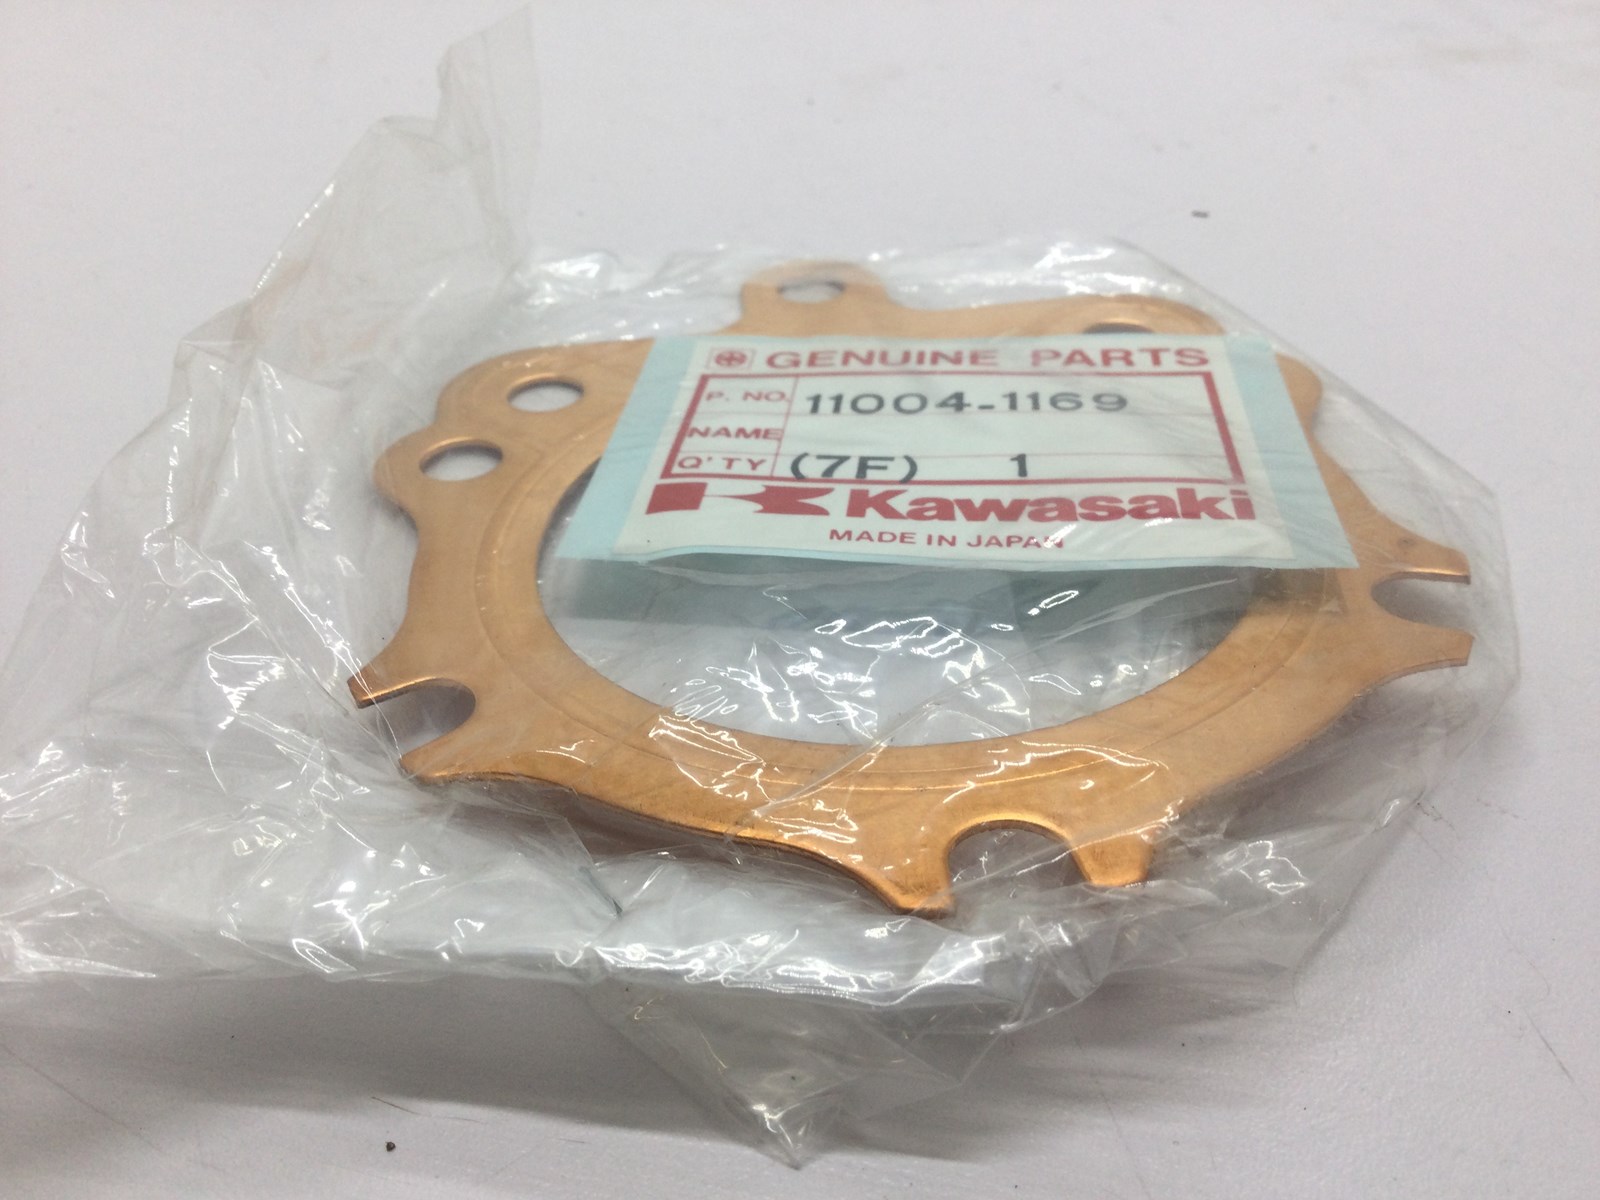 GENUINE PARTS
P. NO. 11004-1169
NAME
Q'TY (7F) 1
Kawasaki
MADE IN JAPAN